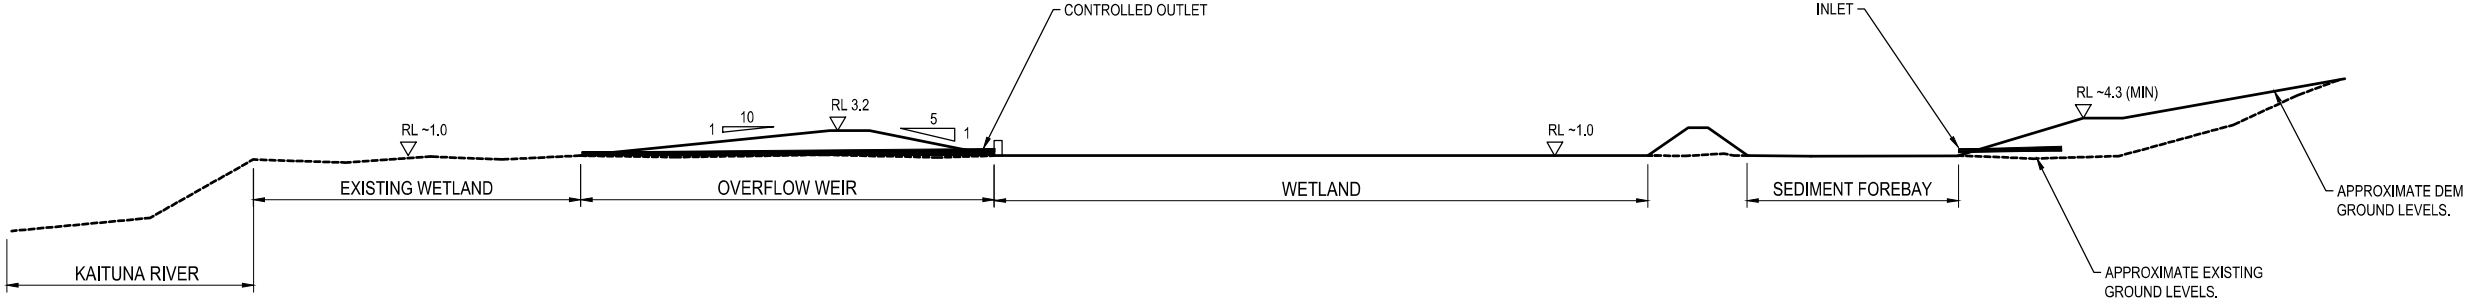 CONTROLLED OUTLET
INLET
RL ~1.0
1
10
RL 3.2
5
1
RL ~1.0
RL ~4.3 (MIN)
EXISTING WETLAND
OVERFLOW WEIR
WETLAND
SEDIMENT FOREBAY
APPROXIMATE DEM
GROUND LEVELS.
KAITUNA RIVER
APPROXIMATE EXISTING
GROUND LEVELS.